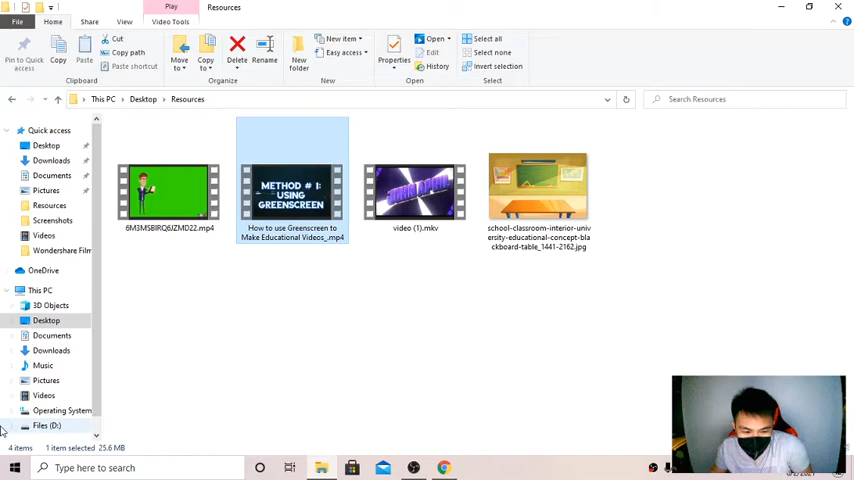 Play
Resources
File
Home
Share
View
Video Tools
Pin to Quick
access
Copy
Paste
Cut
Copy path
Paste shortcut
Clipboard
Move
to
Copy
to
Delete
Rename
Organize
New
folder
New item
Easy access
New
Properties
Open
Edit
History
Open
Select all
Select none
Invert selection
Select
This PC
Desktop
Resources
Search Resources
Quick access
Desktop
Downloads
Documents
Pictures
Resources
Screenshots
Videos
Wondershare Film
OneDrive
This PC
3D Objects
Desktop
Documents
Downloads
Music
Pictures
Videos
Operating System
Files (D:)
METHOD # 1:
USING
GREENSCREEN
6M3MSBIRQ6JZMD22.mp4
How to use Greenscreen to
Make Educational Videos_.mp4
video (1).mkv
school-classroom-interior-univ
ersity-educational-concept-bla
ckboard-table_1441-2162.jpg
4 items
1 item selected 25.6 MB
Type here to search